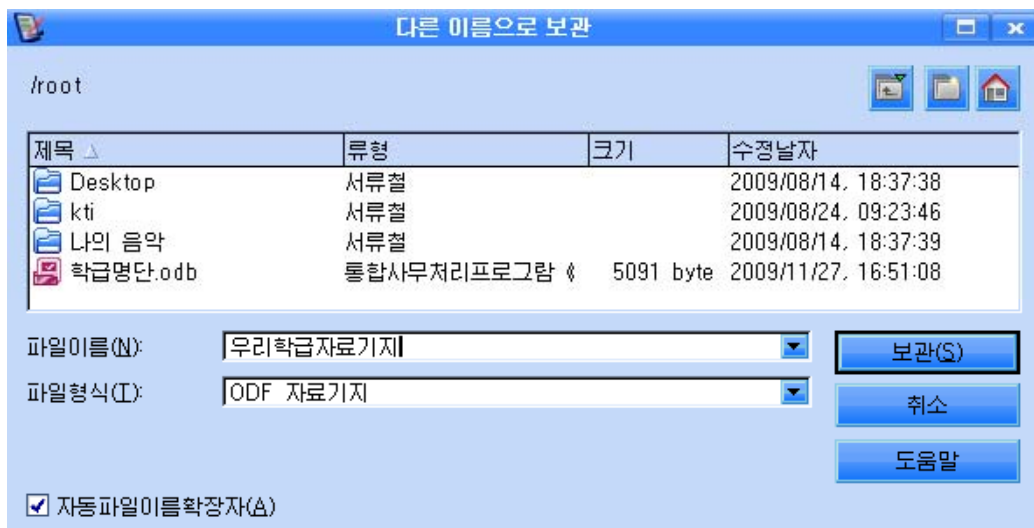 다른 이름으로 보관
/root
제목 류형 크기 수정날자
Desktop 서류철 2009/08/14, 18:37:38
kti 서류철 2009/08/24, 09:23:46
나의 음악 서류철 2009/08/14, 18:37:39
학급명단.odb 통합사무처리프로그람 5091 byte 2009/11/27, 16:51:08
파일이름(N): 우리학급자료기지 보관(S)
파일형식(T): ODF 자료기지 취소
도움말
자동파일이름확장자(A)